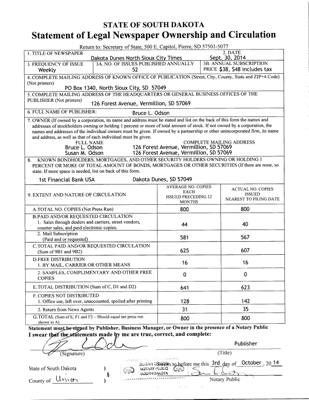 STATE OF SOUTH DAKOTA
Statement of Legal Newspaper Ownership and Circulation
Return to: Secretary of State, 500 E. Capitol, Pierre, SD 57501-5077
1. TITLE OF NEWSPAPER
Dakota Dunes North Sioux City Times
2. DATE
Sept. 30, 2014
3. FREQUENCY OF ISSUE
Weekly
3A. NO. OF ISSUES PUBLISHED ANNUALLY
52
3B. ANNUAL SUBSCRIPTION
PRICE $38, $48 includes tax
4. COMPLETE MAILING ADDRESS OF KNOWN OFFICE OF PUBLICATION (Street, City, County, State and ZIP+4 Code)
(Not printers)
PO Box 1340, North Sioux City, SD 57049
5. COMPLETE MAILING ADDRESS OF THE HEADQUARTERS OR GENERAL BUSINESS OFFICES OF THE
PUBLISHER (Not printers)
126 Forest Avenue, Vermillion, SD 57069
6. FULL NAME OF PUBLISHER:
Bruce L. Odson
7. OWNER (If owned by a corporation, its name and address must be stated and list on the back of this form the names and
addresses of stockholders owning or holding 1 percent or more of total amount of stock. If not owned by a corporation, the
names and addresses of the individual owners must be given. If owned by a partnership or other unincorporated firm, its name
and address, as well as that of each individual must be given.
FULL NAME COMPLETE MAILING ADDRESS
Bruce L. Odson 126 Forest Avenue, Vermillion, SD 57069
Susan M. Odson 126 Forest Avenue, Vermillion, SD 57069
8. KNOWN BONDHOLDERS, MORTGAGES, AND OTHER SECURITY HOLDERS OWNING OR HOLDING 1
PERCENT OR MORE OF TOTAL AMOUNT OF BONDS, MORTGAGES OR OTHER SECURITIES (If there are none, so
state. If more space is needed, list on back of this form.
1st Financial Bank USA Dakota Dunes, SD 57049
9. EXTENT AND NATURE OF CIRCULATION
AVERAGE NO. COPIES
EACH
ISSUED PRECEDING 12
MONTHS
ACTUAL NO. COPIES
ISSUED
NEAREST TO FILING DATE
A.TOTAL NO. COPIES (Net Press Run) 800 800
B.PAID AND/OR REQUESTED CIRCULATION
1. Sales through dealers and carriers, street vendors,
counter sales, and paid electronic copies. 44 40
2. Mail Subscription
(Paid and or requested) 581 567
C.TOTAL PAID AND/OR REQUESTED CIRCULATION
(Sum of 9B1 and 9B2) 625 607
D.FREE DISTRIBUTION
1. BY MAIL, CARRIER OR OTHER MEANS 16 16
2. SAMPLES, COMPLIMENTARY AND OTHER FREE
COPIES 0 0
E. TOTAL DISTRIBUTION (Sum of C, D1 and D2) 641 623
F. COPIES NOT DISTRIBUTED
1. Office use, left over, unaccounted, spoiled after printing 128 142
2. Return from News Agents 31 35
G.TOTAL (Sum of E, F1 and F2 – Should equal net press run
shown in A) 800 800
Statement must be signed by Publisher, Business Manager, or Owner in the presence of a Notary Public
I swear that the statements made by me are true, correct, and complete:
Publisher
(Signature) (Title)
State of South Dakota )
before me this 3rd day of October, 20 14
County of Union )
Notary Public